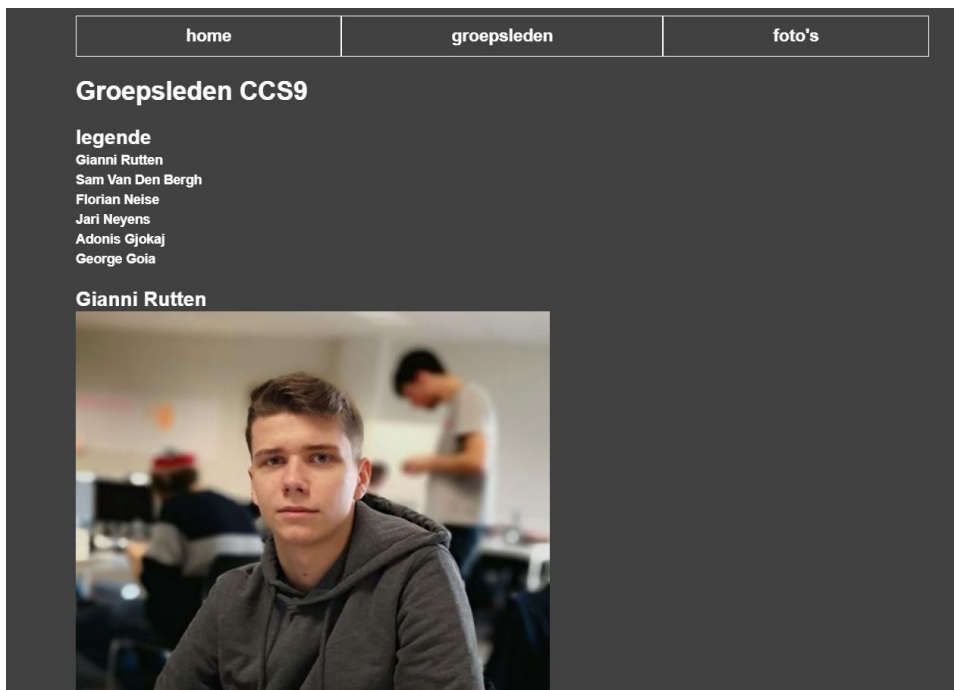 home
groepsleden
foto's
Groepsleden CCS9
legende
Gianni Rutten
Sam Van Den Bergh
Florian Neise
Jari Neyens
Adonis Gjokaj
George Goia
Gianni Rutten